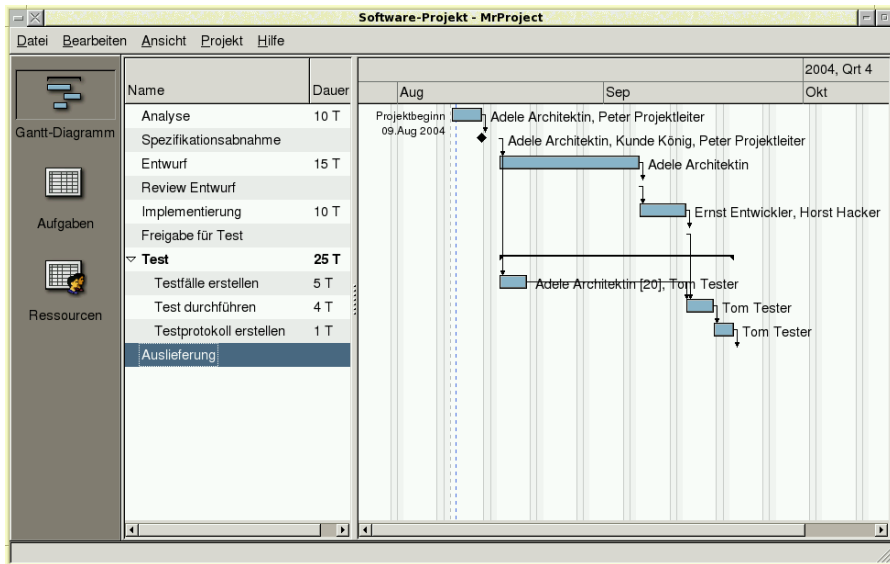 Software-Projekt - MrProject
Datei Bearbeiten Ansicht Projekt Hilfe
2004, Qrt 4
Name Dauer Aug Sep Okt
Gantt-Diagramm
Aufgaben
Ressourcen
Analyse 10 T
Spezifikationsabnahme
Entwurf 15 T
Review Entwurf
Implementierung 10 T
Freigabe für Test
Test 25 T
Testfälle erstellen 5 T
Test durchführen 4 T
Testprotokoll erstellen 1 T
Auslieferung
Projektbeginn
09.Aug 2004
Adele Architektin, Peter Projektleiter
Adele Architektin, Kunde König, Peter Projektleiter
Adele Architektin
Ernst Entwickler, Horst Hacker
Adele Architektin [20], Tom Tester
Tom Tester
Tom Tester